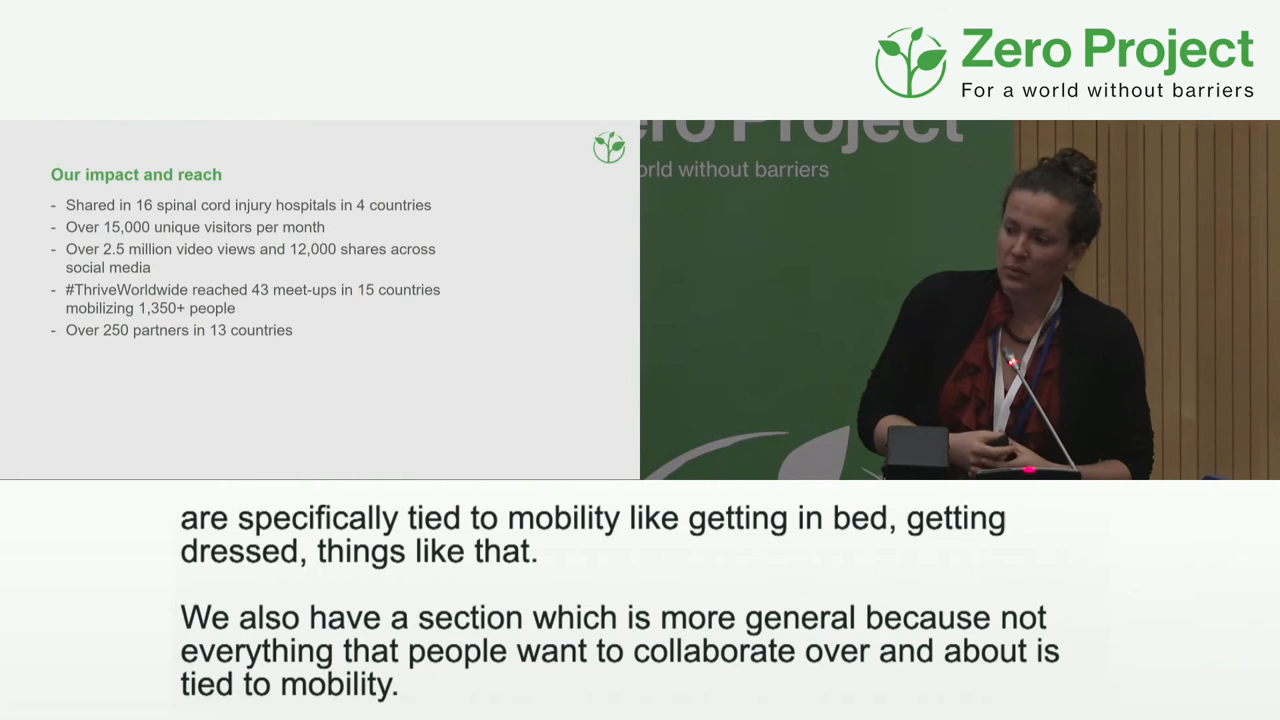 Zero Project
For a world without barriers
Our impact and reach
- Shared in 16 spinal cord injury hospitals in 4 countries
- Over 15,000 unique visitors per month
- Over 2.5 million video views and 12,000 shares across
social media
- #ThriveWorldwide reached 43 meet-ups in 15 countries
mobilizing 1,350+ people
- Over 250 partners in 13 countries
ero Project
orld without barriers
are specifically tied to mobility like getting in bed, getting
dressed, things like that.
We also have a section which is more general because not
everything that people want to collaborate over and about is
tied to mobility.